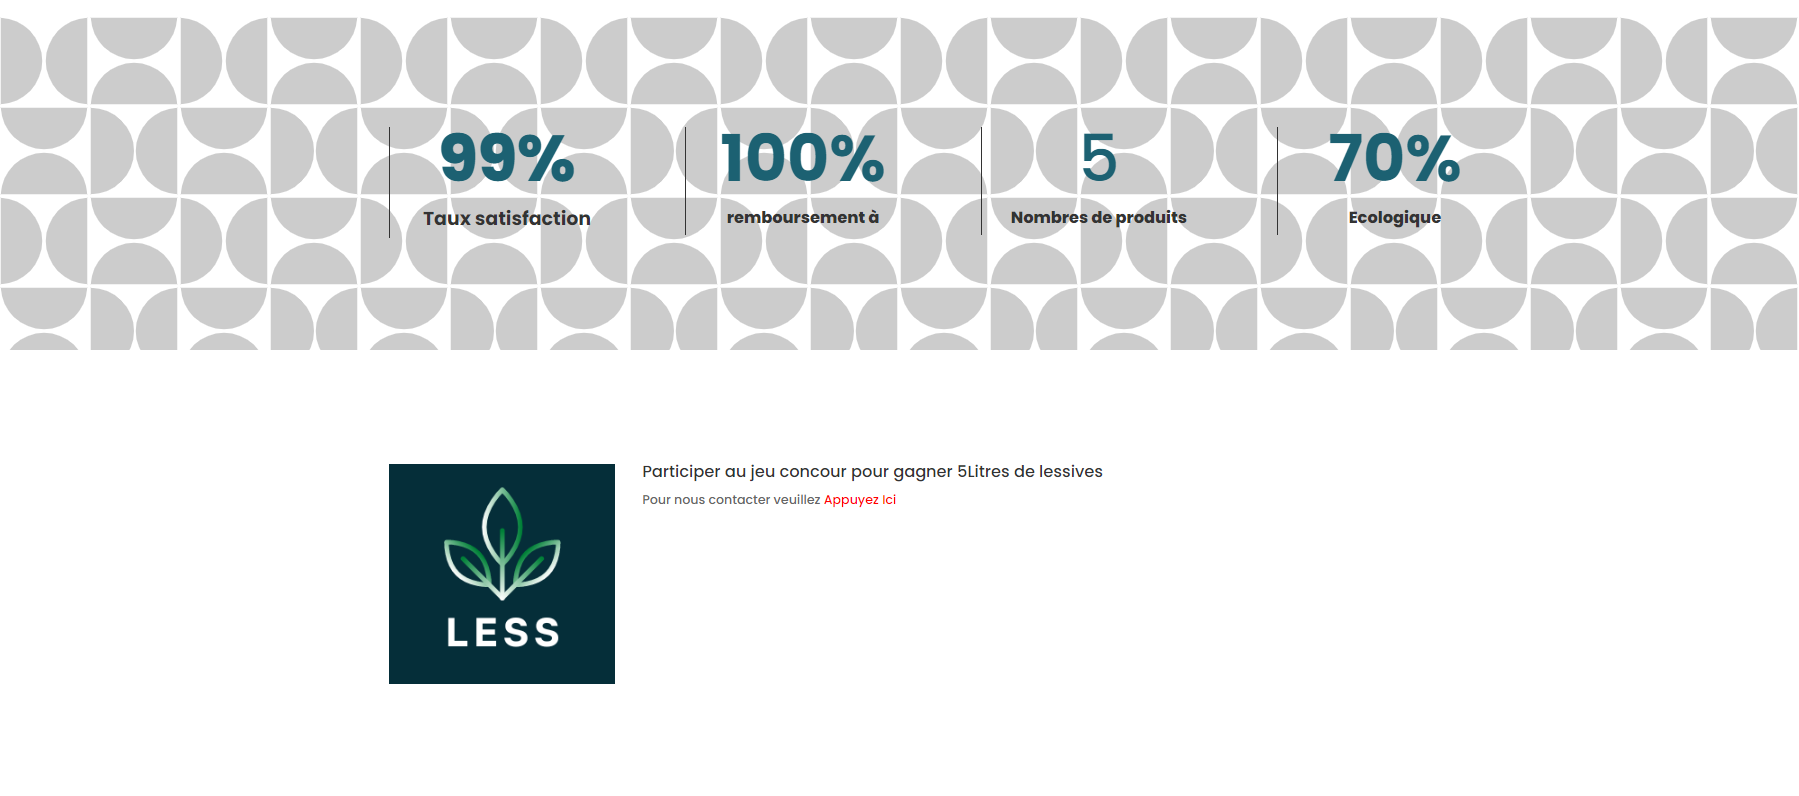 99%
100%
5
70%
Taux satisfaction
remboursement à
Nombres de produits
Ecologique
Participer au jeu concour pour gagner 5Litres de lessives
Pour nous contacter veuillez Appuyez Ici
LESS